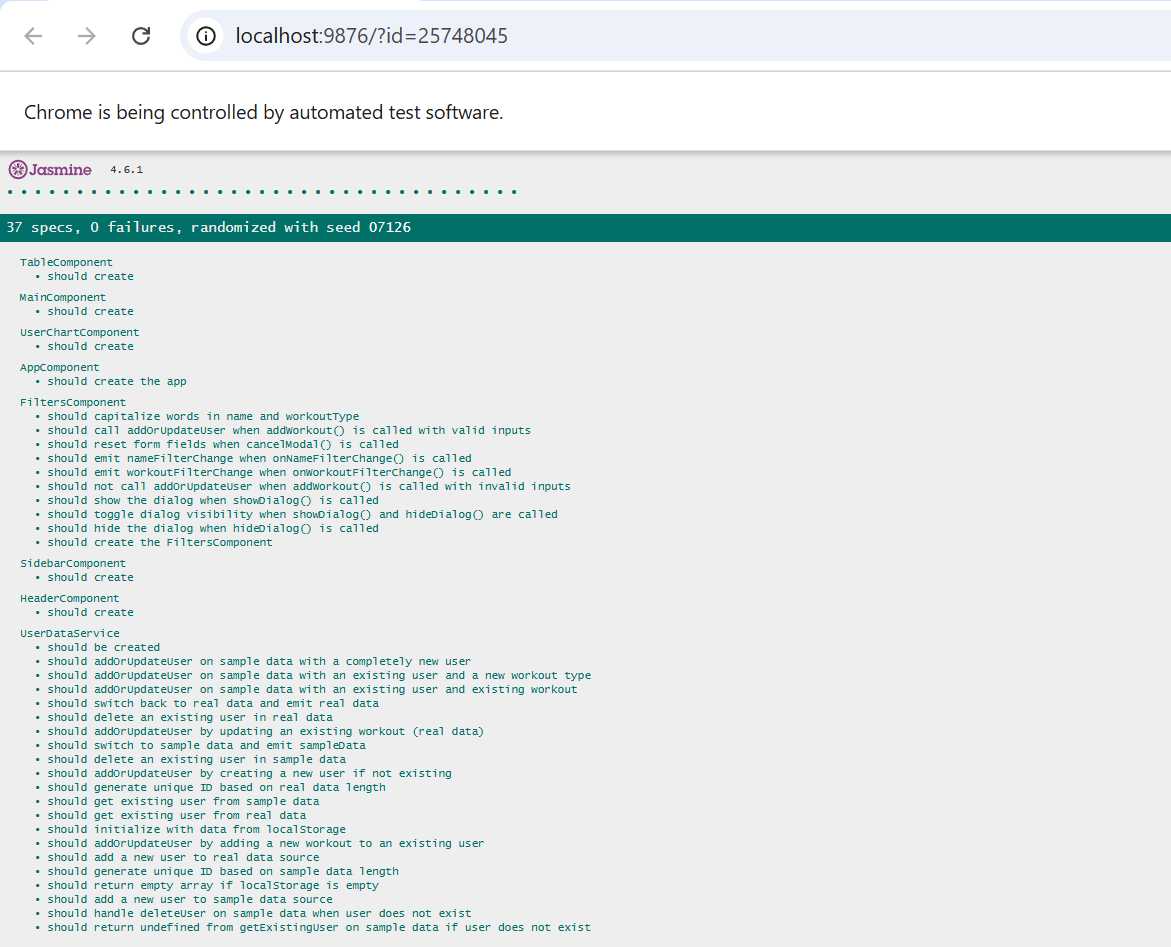 localhost:9876/?id=25748045
Chrome is being controlled by automated test software.
Jasmine 4.6.1
• • • • • • • • • • • • • • • • • • • • • • • • • • • • • • • • • • • • •
37 specs, 0 failures, randomized with seed 07126
TableComponent
• should create
MainComponent
• should create
UserChartComponent
• should create
AppComponent
• should create the app
FiltersComponent
• should capitalize words in name and workoutType
• should call addOrUpdateUser when addWorkout() is called with valid inputs
• should reset form fields when cancelModal() is called
• should emit nameFilterChange when onNameFilterChange() is called
• should emit workoutFilterChange when onWorkoutFilterChange() is called
• should not call addOrUpdateUser when addWorkout() is called with invalid inputs
• should show the dialog when showDialog() is called
• should toggle dialog visibility when showDialog() and hideDialog() are called
• should hide the dialog when hideDialog() is called
• should create the FiltersComponent
SidebarComponent
• should create
HeaderComponent
• should create
UserDataService
• should be created
• should addOrUpdateUser on sample data with a completely new user
• should addOrUpdateUser on sample data with an existing user and a new workout type
• should addOrUpdateUser on sample data with an existing user and existing workout
• should switch back to real data and emit real data
• should delete an existing user in real data
• should addOrUpdateUser by updating an existing workout (real data)
• should switch to sample data and emit sampleData
• should delete an existing user in sample data
• should addOrUpdateUser by creating a new user if not existing
• should generate unique ID based on real data length
• should get existing user from sample data
• should get existing user from real data
• should initialize with data from localStorage
• should addOrUpdateUser by adding a new workout to an existing user
• should add a new user to real data source
• should generate unique ID based on sample data length
• should return empty array if localStorage is empty
• should add a new user to sample data source
• should handle deleteUser on sample data when user does not exist
• should return undefined from getExistingUser on sample data if user does not exist